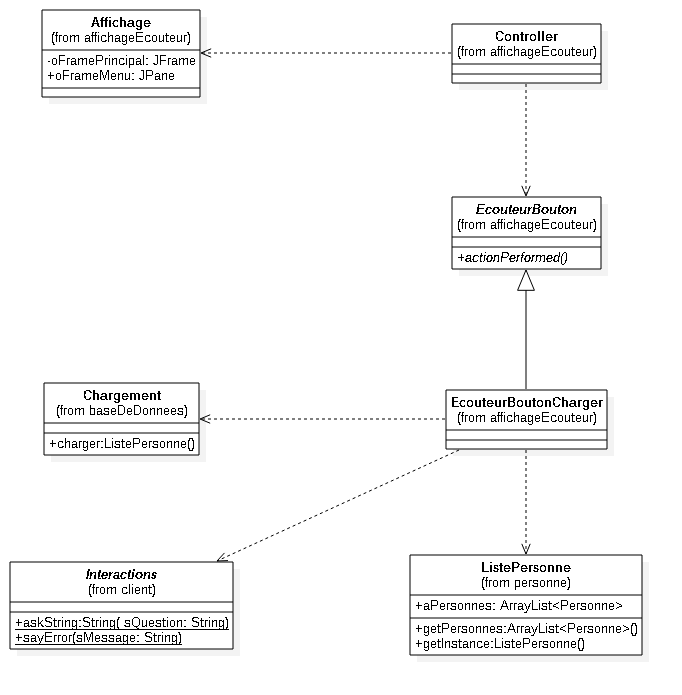 Affichage
(from affichageEcouteur)
-oFramePrincipal: JFrame
+oFrameMenu: JPane
Controller
(from affichageEcouteur)
EcouteurBouton
(from affichageEcouteur)
+actionPerformed()
Chargement
(from baseDeDonnees)
+charger:ListePersonne()
EcouteurBoutonCharger
(from affichageEcouteur)
Interactions
(from client)
+askString:String( sQuestion: String)
+sayError(sMessage: String)
ListePersonne
(from personne)
+aPersonnes: ArrayList<Personne>
+getPersonnes:ArrayList<Personne>()
+getInstance:ListePersonne()